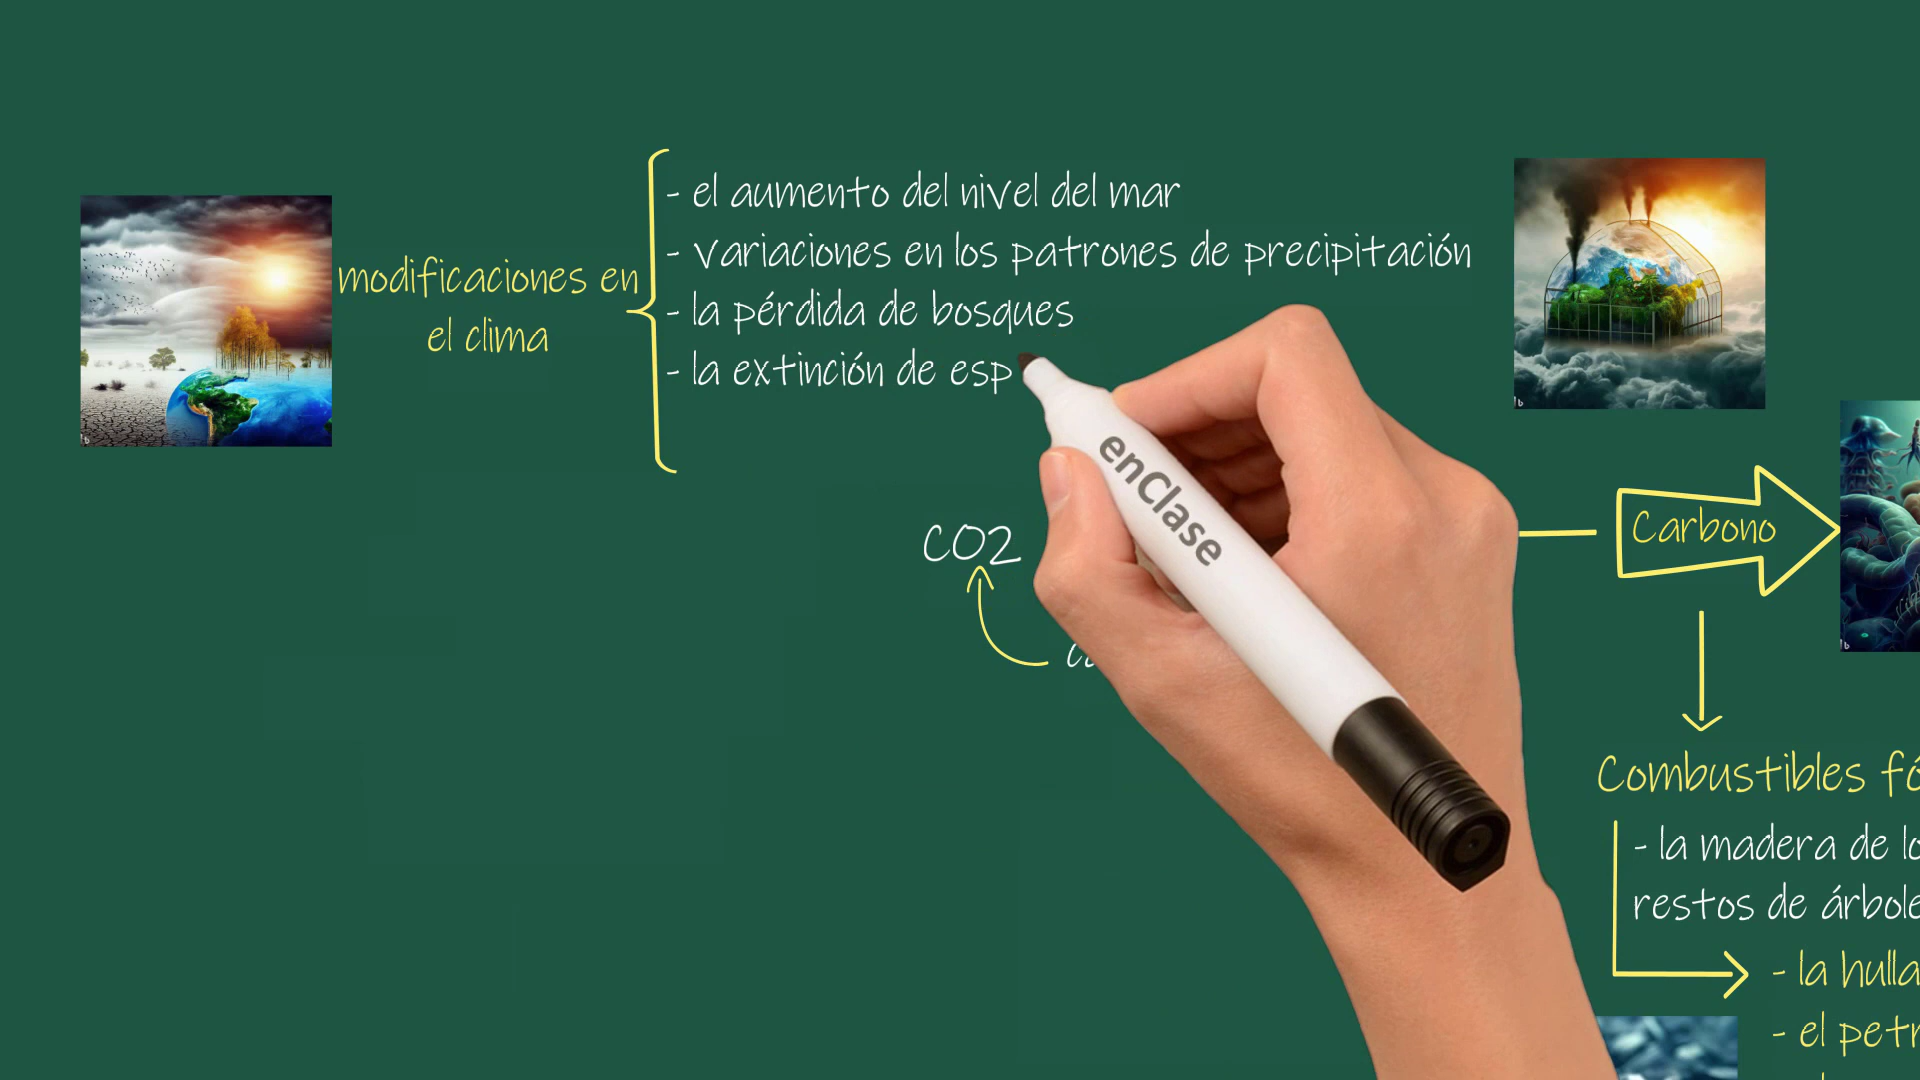 - el aumento del nivel del mar
- variaciones en los patrones de precipitación
- la pérdida de bosques
- la extinción de esp
modificaciones en
el clima
enClase
CO2
Carbono
Combustibles fó
- la madera de lo
restos de árbole
- la hulla
- el petr